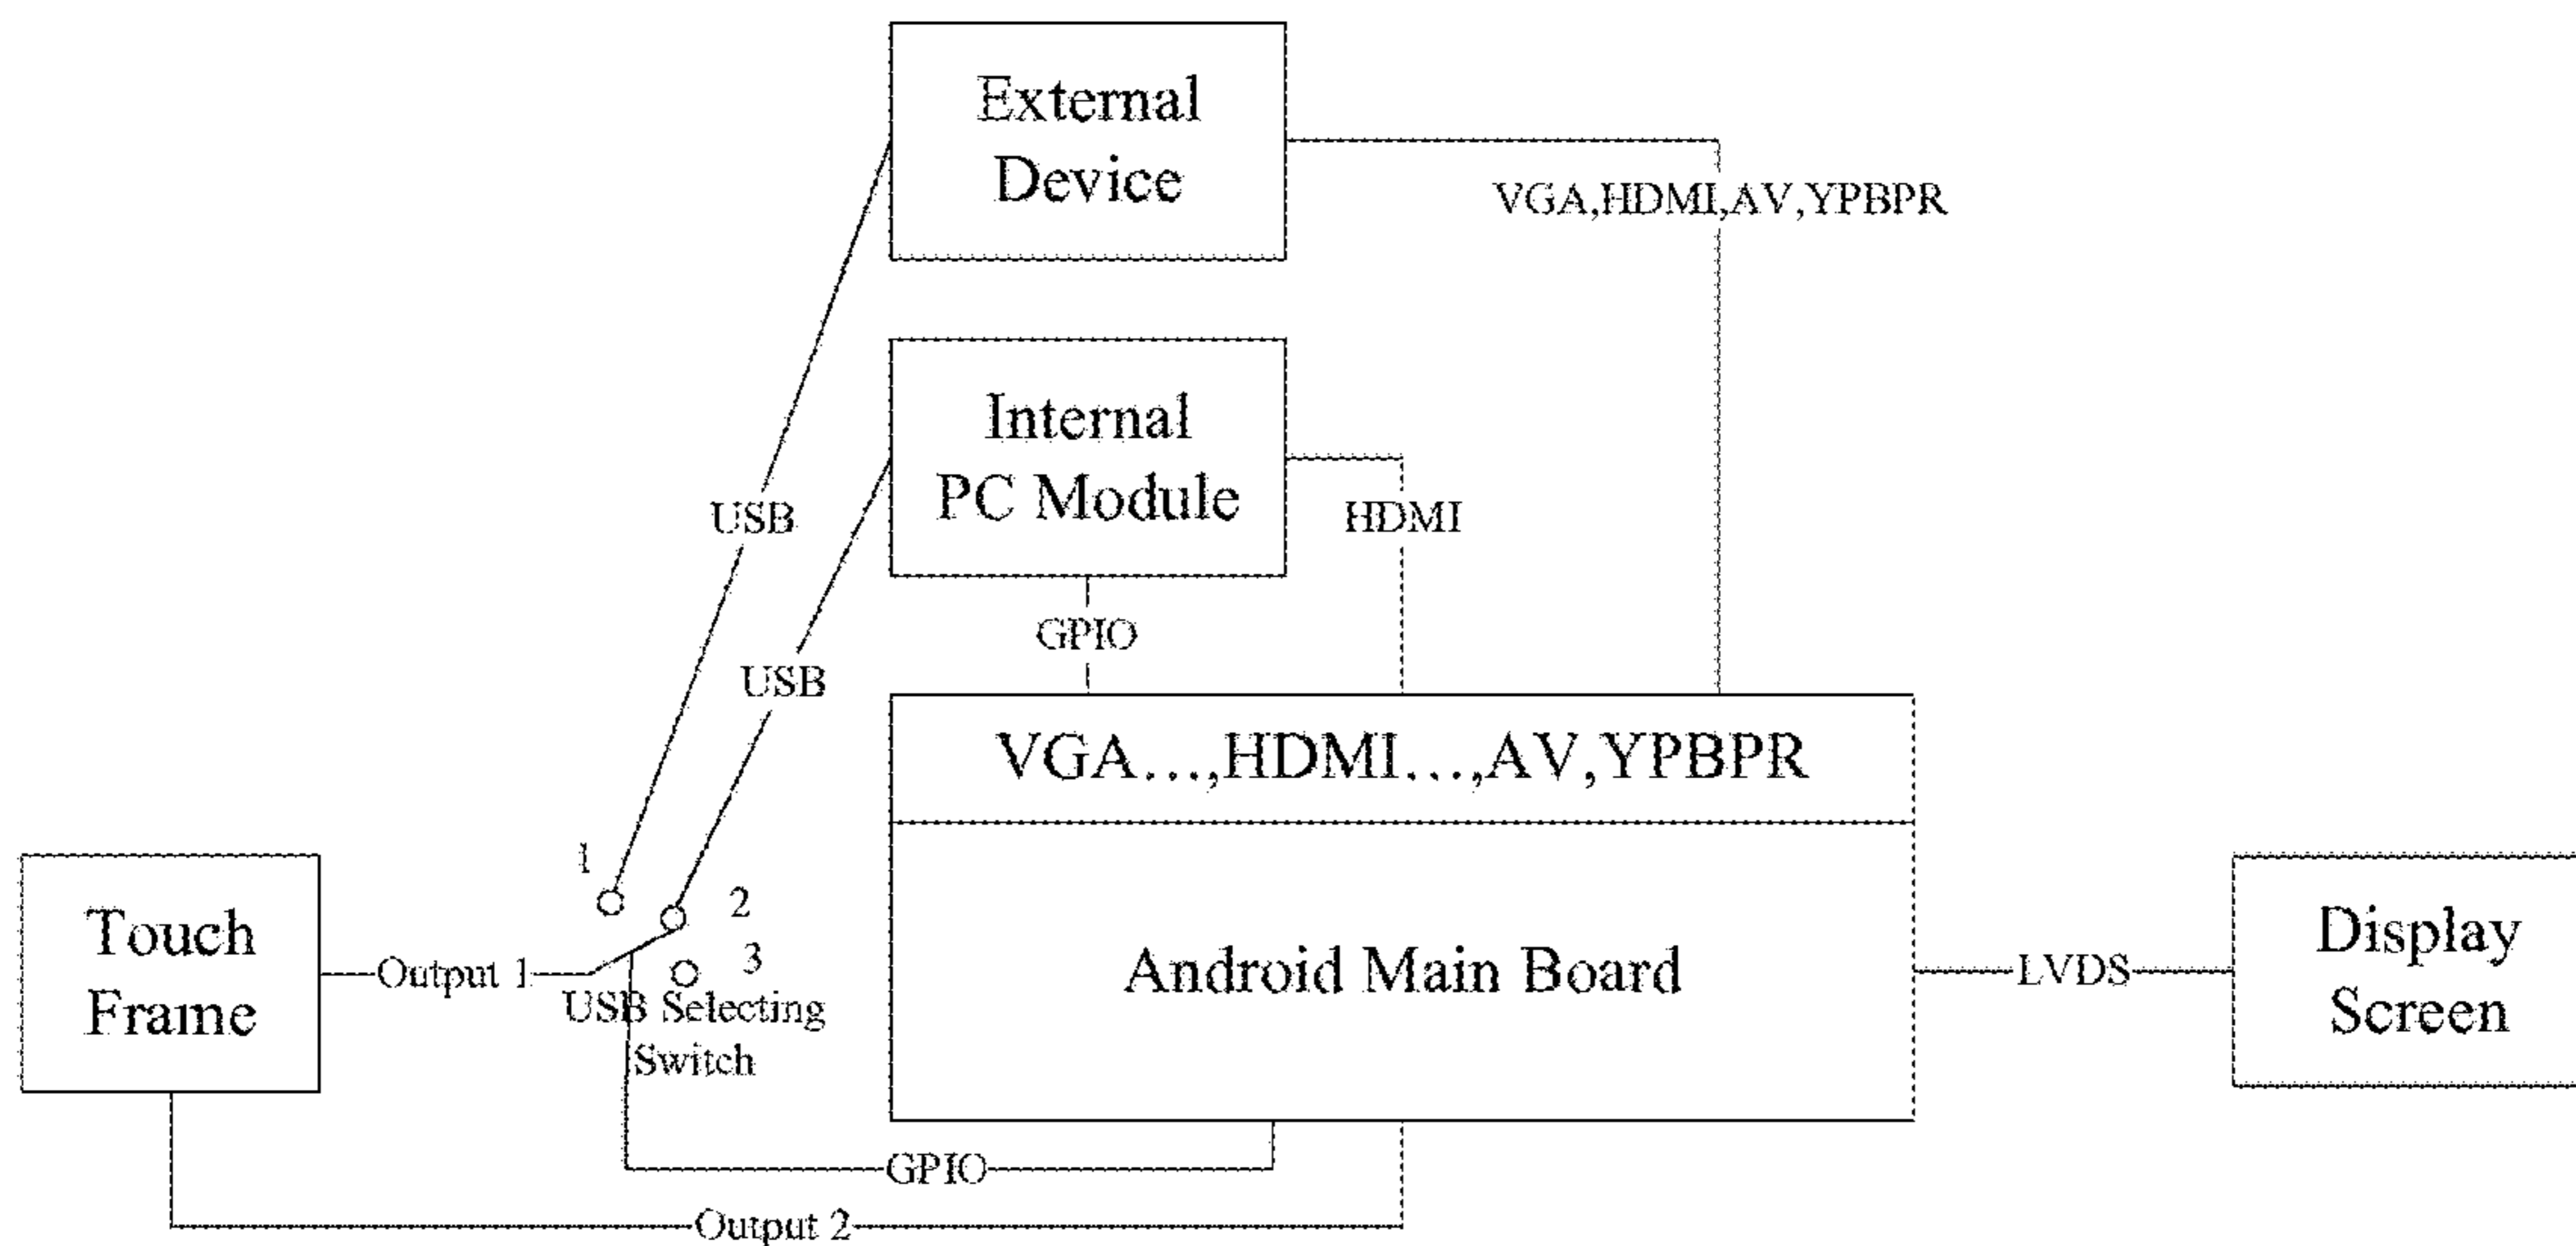 External
Device
VGA,HDMI,AV,YPBPR
Internal
PC Module
USB
HDMI
GPIO
USB
VGA...,HDMI...,AV,YPBPR
1
2
3
Touch
Frame
Output 1
USB Selecting
Switch
Android Main Board
LVDS
Display
Screen
GPIO
Output 2